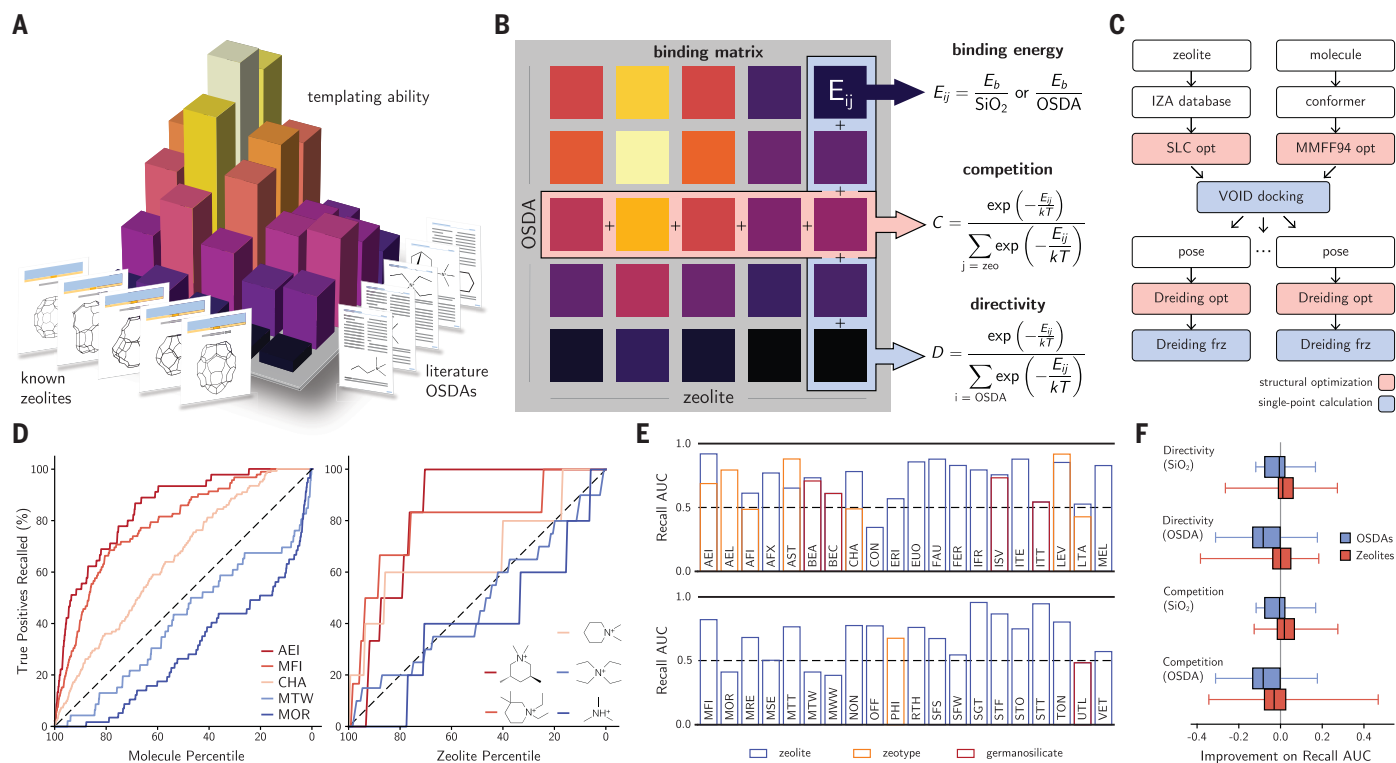 A
templating ability
known
zeolites
literature
OSDAs
B
binding matrix
OSDA
zeolite
E_ij
+
+
+
+
+ + + +
binding energy
E_ij = E_b / SiO₂ or E_b / OSDA
competition
C = exp (−E_ij/kT) / ∑ j = zeo exp (−E_ij/kT)
directivity
D = exp (−E_ij/kT) / ∑ i = OSDA exp (−E_ij/kT)
C
zeolite molecule
IZA database conformer
SLC opt MMFF94 opt
VOID docking
pose ... pose
Dreiding opt Dreiding opt
Dreiding frz Dreiding frz
structural optimization
single-point calculation
D
True Positives Recalled (%)
100
80
60
40
20
0
100 80 60 40 20 0
Molecule Percentile
AEI
MFI
CHA
MTW
MOR
100 80 60 40 20 0
Zeolite Percentile
N⁺
N⁺
N⁺
N⁺
NH⁺
E
Recall AUC
1.0
0.5
0.0
AEI AEL AFI AFX AST BEA BEC CHA CON ERI EUO FAU FER IFR ISV ITE ITT LEV LTA MEL
Recall AUC
1.0
0.5
0.0
MFI MOR MRE MSE MTT MTW MWW NON OFF PHI RTH SFS SFW SGT STF STO STT TON UTL VET
zeolite zeotype germanosilicate
F
Directivity
(SiO₂)
Directivity
(OSDA)
Competition
(SiO₂)
Competition
(OSDA)
OSDAs
Zeolites
-0.4 -0.2 0.0 0.2 0.4
Improvement on Recall AUC